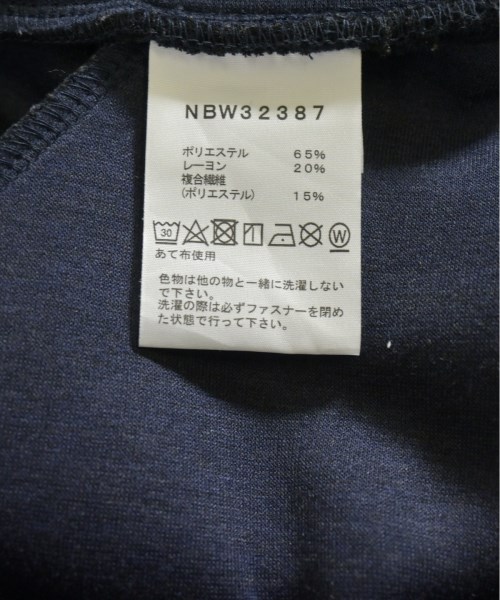 NBW32387
ポリエステル 65%
レーヨン 20%
複合繊維
(ポリエステル) 15%
30 W
あて布使用
色物は他の物と一緒に洗濯しない
で下さい。
洗濯の際は必ずファスナーを閉め
た状態で行って下さい。